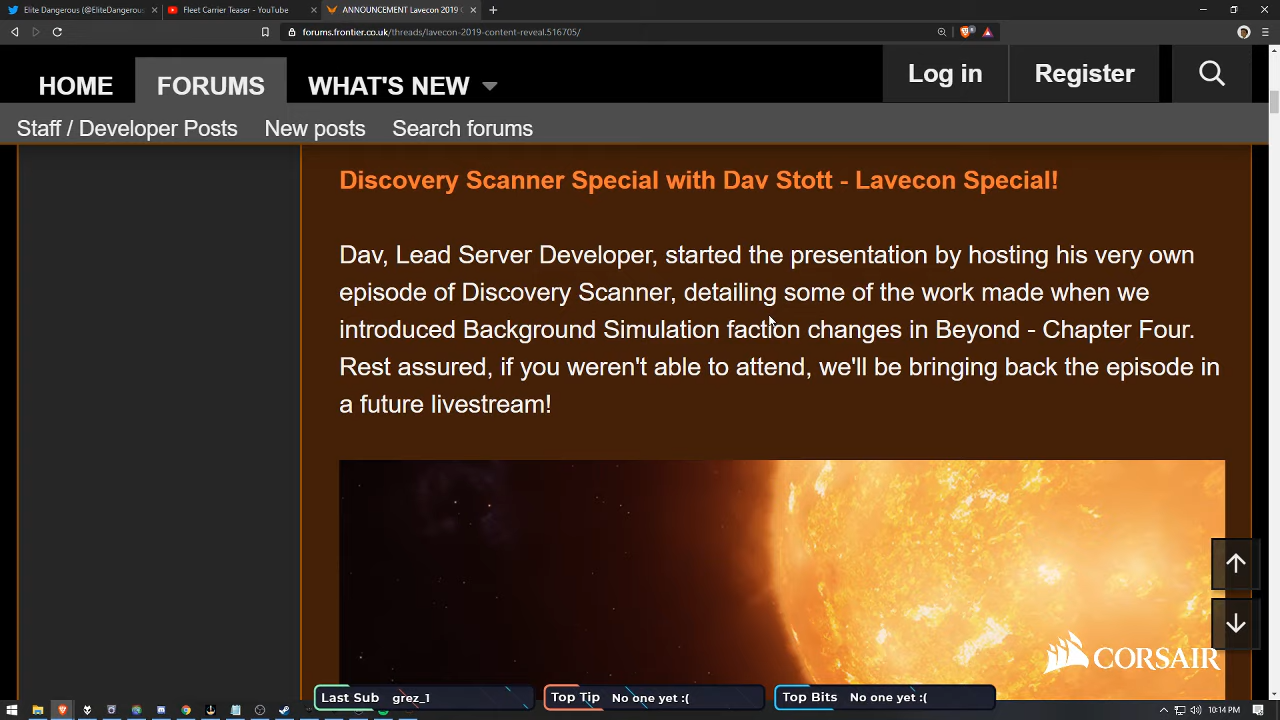 Elite Dangerous (@EliteDangerous
Fleet Carrier Teaser - YouTube
ANNOUNCEMENT Lavecon 2019 C
forums.frontier.co.uk/threads/lavecon-2019-content-reveal.516705/
HOME
FORUMS
WHAT'S NEW
Log in
Register
Staff / Developer Posts
New posts
Search forums
Discovery Scanner Special with Dav Stott - Lavecon Special!
Dav, Lead Server Developer, started the presentation by hosting his very own
episode of Discovery Scanner, detailing some of the work made when we
introduced Background Simulation faction changes in Beyond - Chapter Four.
Rest assured, if you weren't able to attend, we'll be bringing back the episode in
a future livestream!
CORSAIR
Last Sub grez_1
Top Tip No one yet :(
Top Bits No one yet :(
10:14 PM